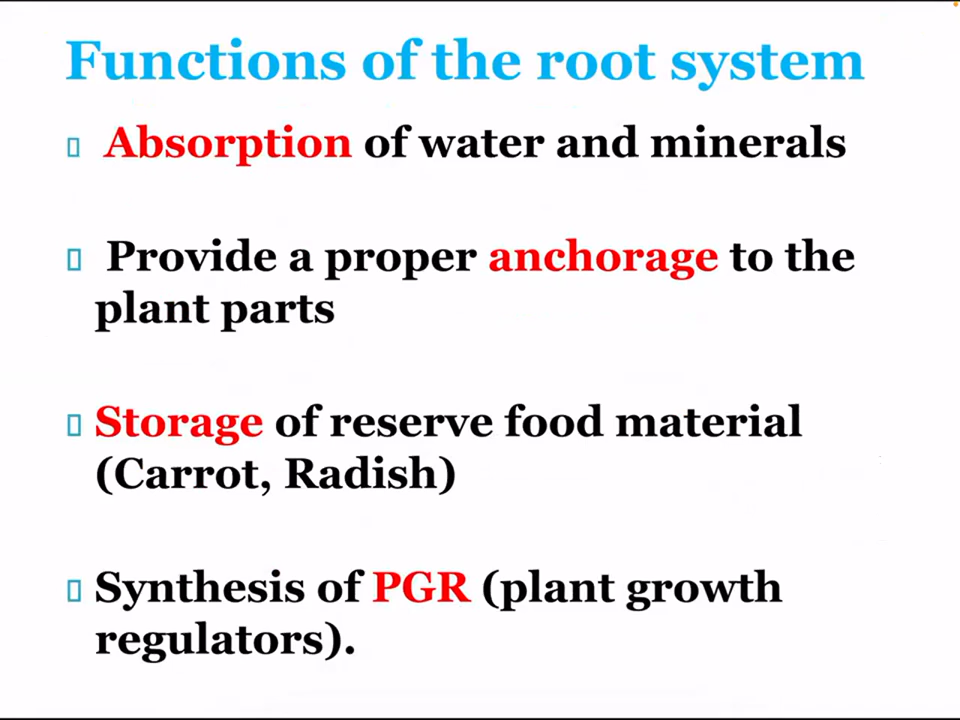 Functions of the root system
Absorption of water and minerals
Provide a proper anchorage to the
plant parts
Storage of reserve food material
(Carrot, Radish)
Synthesis of PGR (plant growth
regulators).